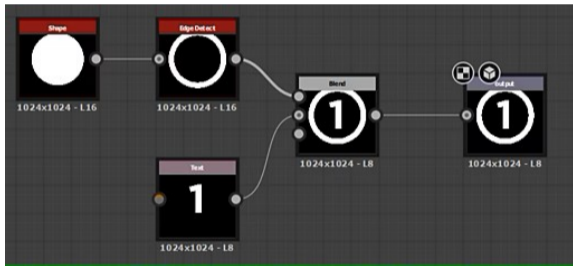 Shape
1024x1024 - L16
Edge Detect
1024x1024 - L16
Blend
1
1024x1024 - L8
Output
1
1024x1024 - L8
Text
1
1024x1024 - L8